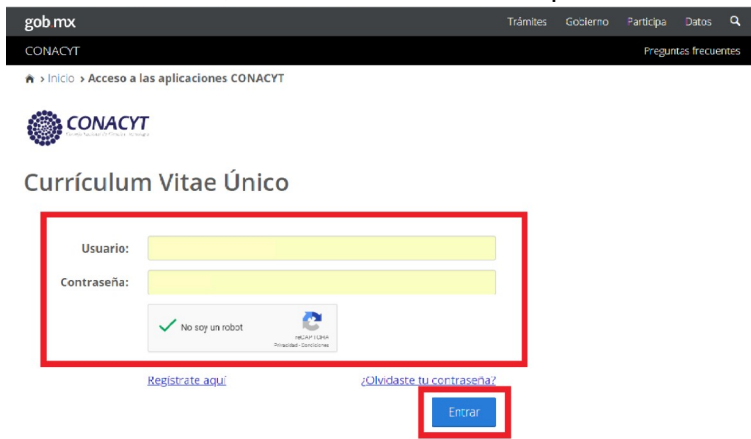 gob mx Trámites Gobierno Participa Datos
CONACYT Preguntas frecuentes
> Inicio > Acceso a las aplicaciones CONACYT
CONACYT
Currículum Vitae Único
Usuario:
Contraseña:
No soy un robot
reCAPTCHA
Privacidad - Condiciones
Regístrate aquí ¿Olvidaste tu contraseña?
Entrar